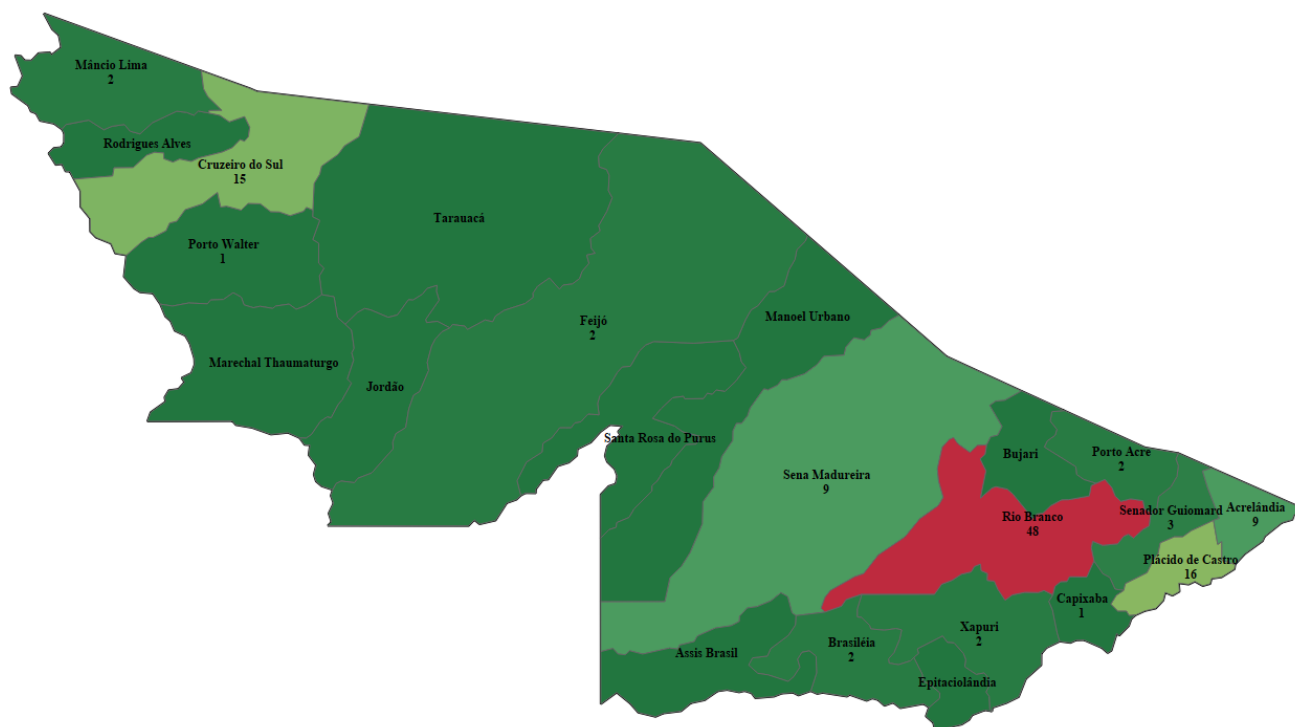 Mâncio Lima
2
Rodrigues Alves
Cruzeiro do Sul
15
Tarauacá
Porto Walter
1
Manoel Urbano
Feijó
2
Marechal Thaumaturgo
Jordão
Santa Rosa do Purus
Bujari
Porto Acre
2
Sena Madureira
9
Rio Branco
48
Senador Guiomard
3
Acrelândia
9
Plácido de Castro
16
Capixaba
1
Xapuri
2
Brasiléia
2
Assis Brasil
Epitaciolândia